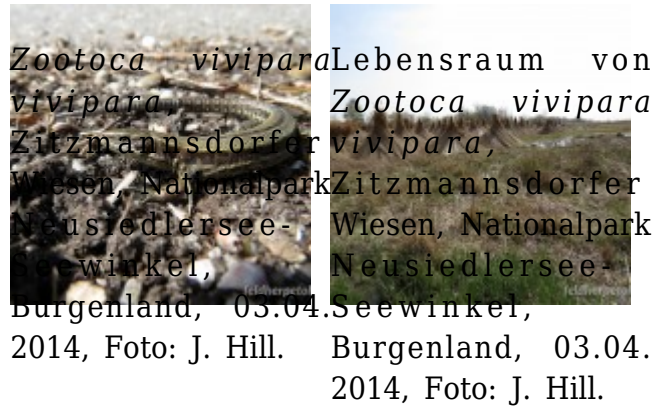 Zootoca vivipara
vivipara,
Zitzmannsdorfer
Wiesen, Nationalpark
Neusiedlersee-
Seewinkel,
Burgenland, 03.04.
2014, Foto: J. Hill.
Lebensraum von
Zootoca vivipara
vivipara,
Zitzmannsdorfer
Wiesen, Nationalpark
Neusiedlersee-
Seewinkel,
Burgenland, 03.04.
2014, Foto: J. Hill.